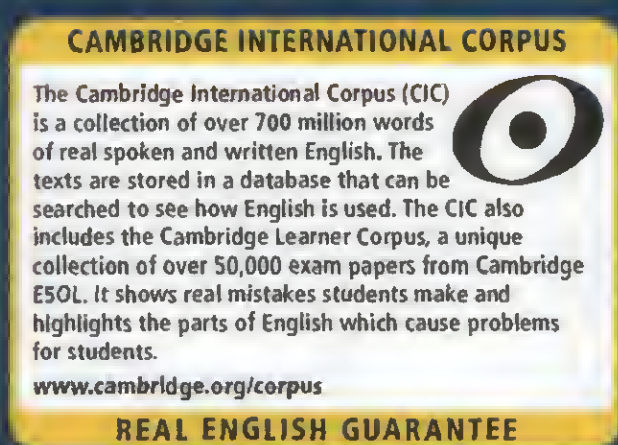 CAMBRIDGE INTERNATIONAL CORPUS
The Cambridge International Corpus (CIC)
is a collection of over 700 million words
of real spoken and written English. The
texts are stored in a database that can be
searched to see how English is used. The CIC also
includes the Cambridge Learner Corpus, a unique
collection of over 50,000 exam papers from Cambridge
ESOL. It shows real mistakes students make and
highlights the parts of English which cause problems
for students.
www.cambridge.org/corpus
REAL ENGLISH GUARANTEE